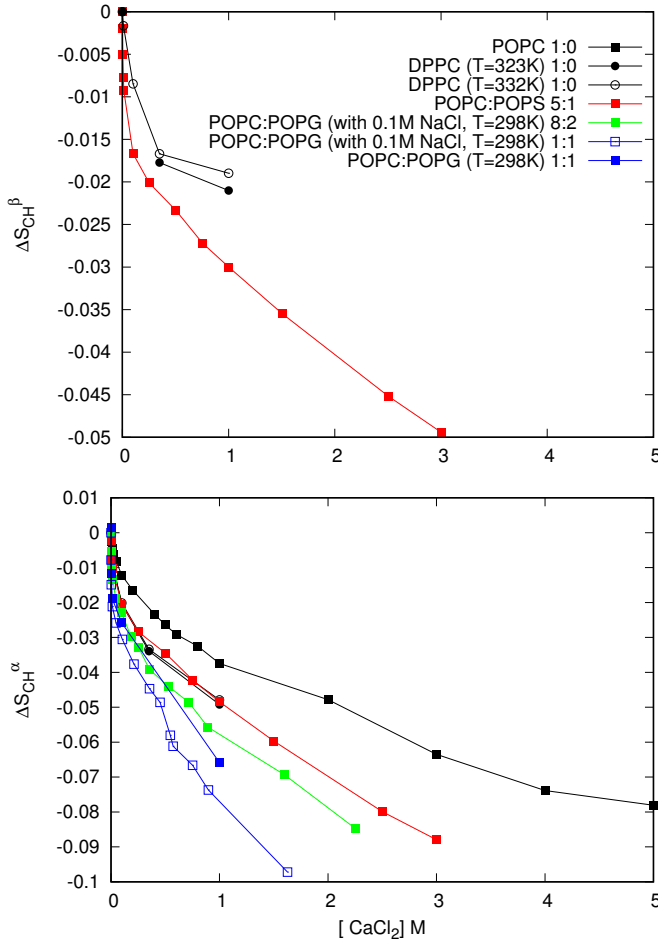 0
-0.005
-0.01
-0.015
-0.02
-0.025
-0.03
-0.035
-0.04
-0.045
-0.05
ΔS_CH^β
POPC 1:0
DPPC (T=323K) 1:0
DPPC (T=332K) 1:0
POPC:POPS 5:1
POPC:POPG (with 0.1M NaCl, T=298K) 8:2
POPC:POPG (with 0.1M NaCl, T=298K) 1:1
POPC:POPG (T=298K) 1:1
0 1 2 3 4 5
0.01
0
-0.01
-0.02
-0.03
-0.04
-0.05
-0.06
-0.07
-0.08
-0.09
-0.1
ΔS_CH^α
0 1 2 3 4 5
[ CaCl₂] M